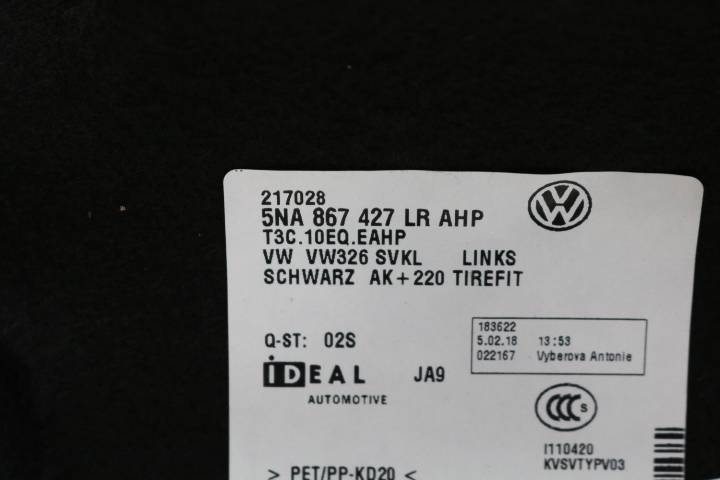 217028
5NA 867 427 LR AHP
T3C.10EQ.EAHP
VW VW326 SVKL LINKS
SCHWARZ AK+220 TIREFIT
Q-ST: 02S
183622
5.02.18 13:53
022167 Vyberova Antonie
IDEAL JA9
AUTOMOTIVE
CCC S
I110420
KVSVTYPV03
> PET/PP-KD20 <